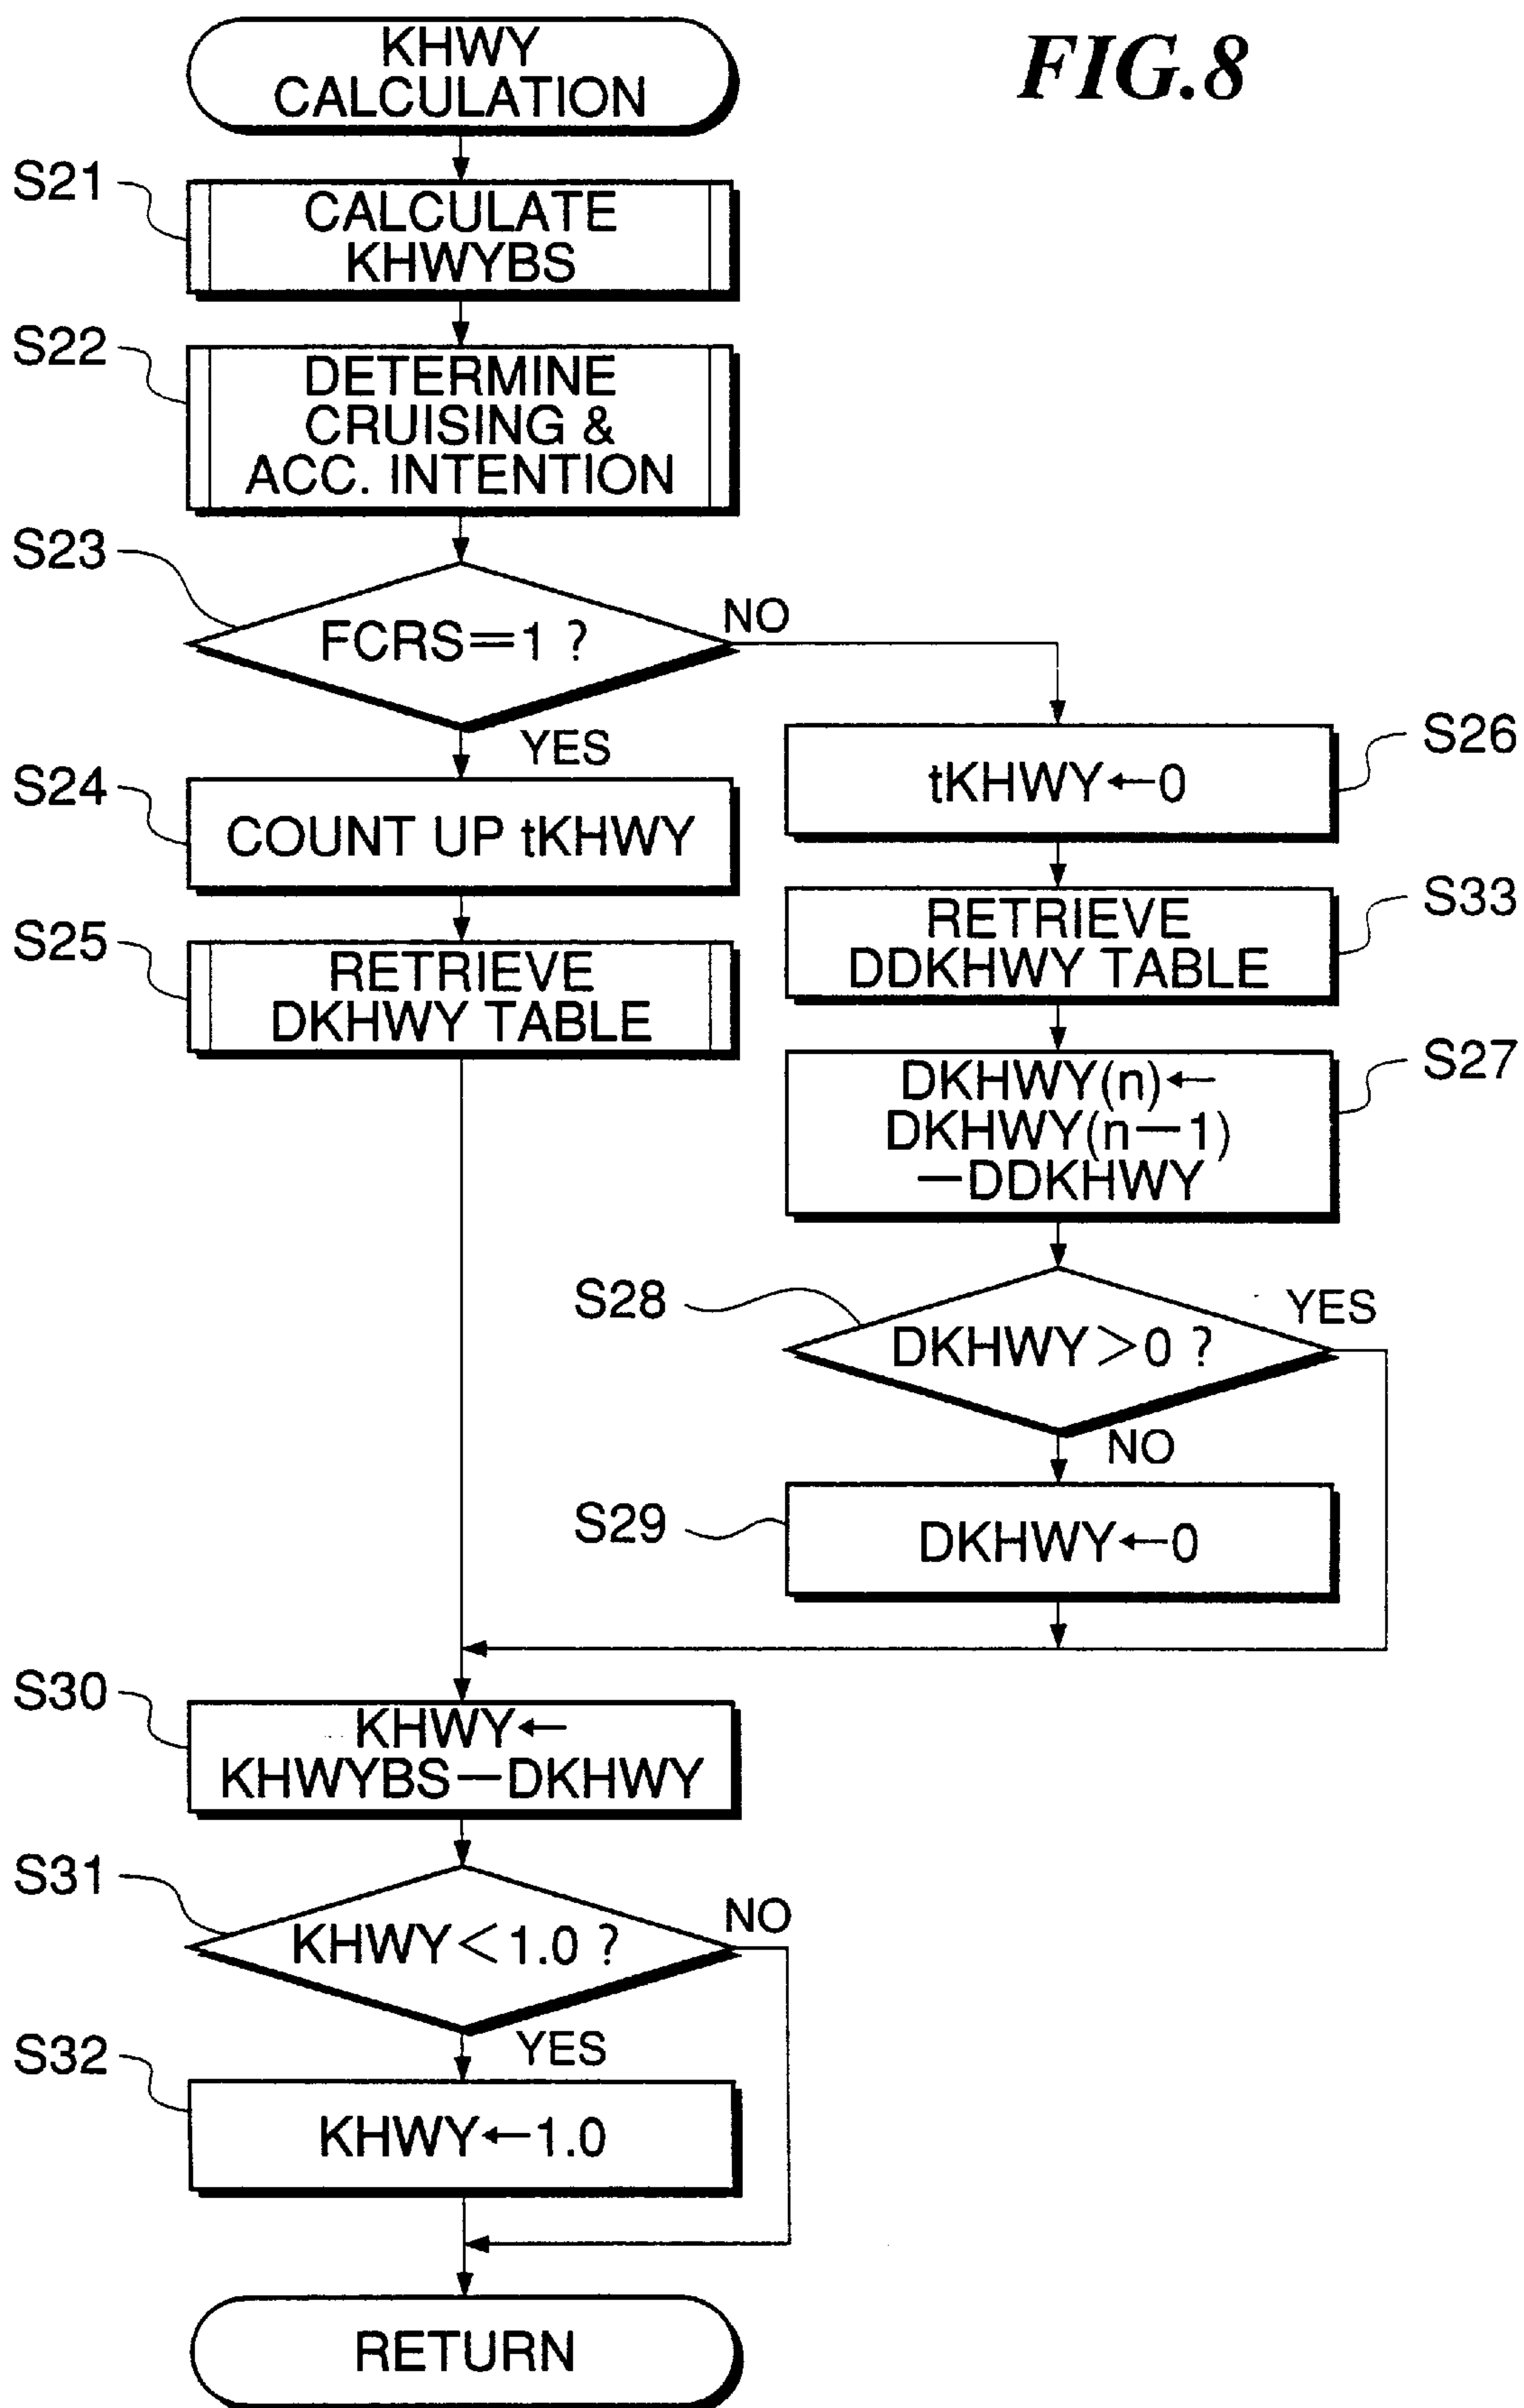 KHWY
CALCULATION
FIG.8
S21
CALCULATE
KHWYBS
S22
DETERMINE
CRUISING &
ACC. INTENTION
S23
FCRS=1 ?
NO
YES
S24
COUNT UP tKHWY
S25
RETRIEVE
DKHWY TABLE
S26
tKHWY←0
S33
RETRIEVE
DDKHWY TABLE
S27
DKHWY(n)←
DKHWY(n—1)
—DDKHWY
S28
DKHWY>0 ?
YES
NO
S29
DKHWY←0
S30
KHWY←
KHWYBS—DKHWY
S31
KHWY<1.0 ?
NO
YES
S32
KHWY←1.0
RETURN